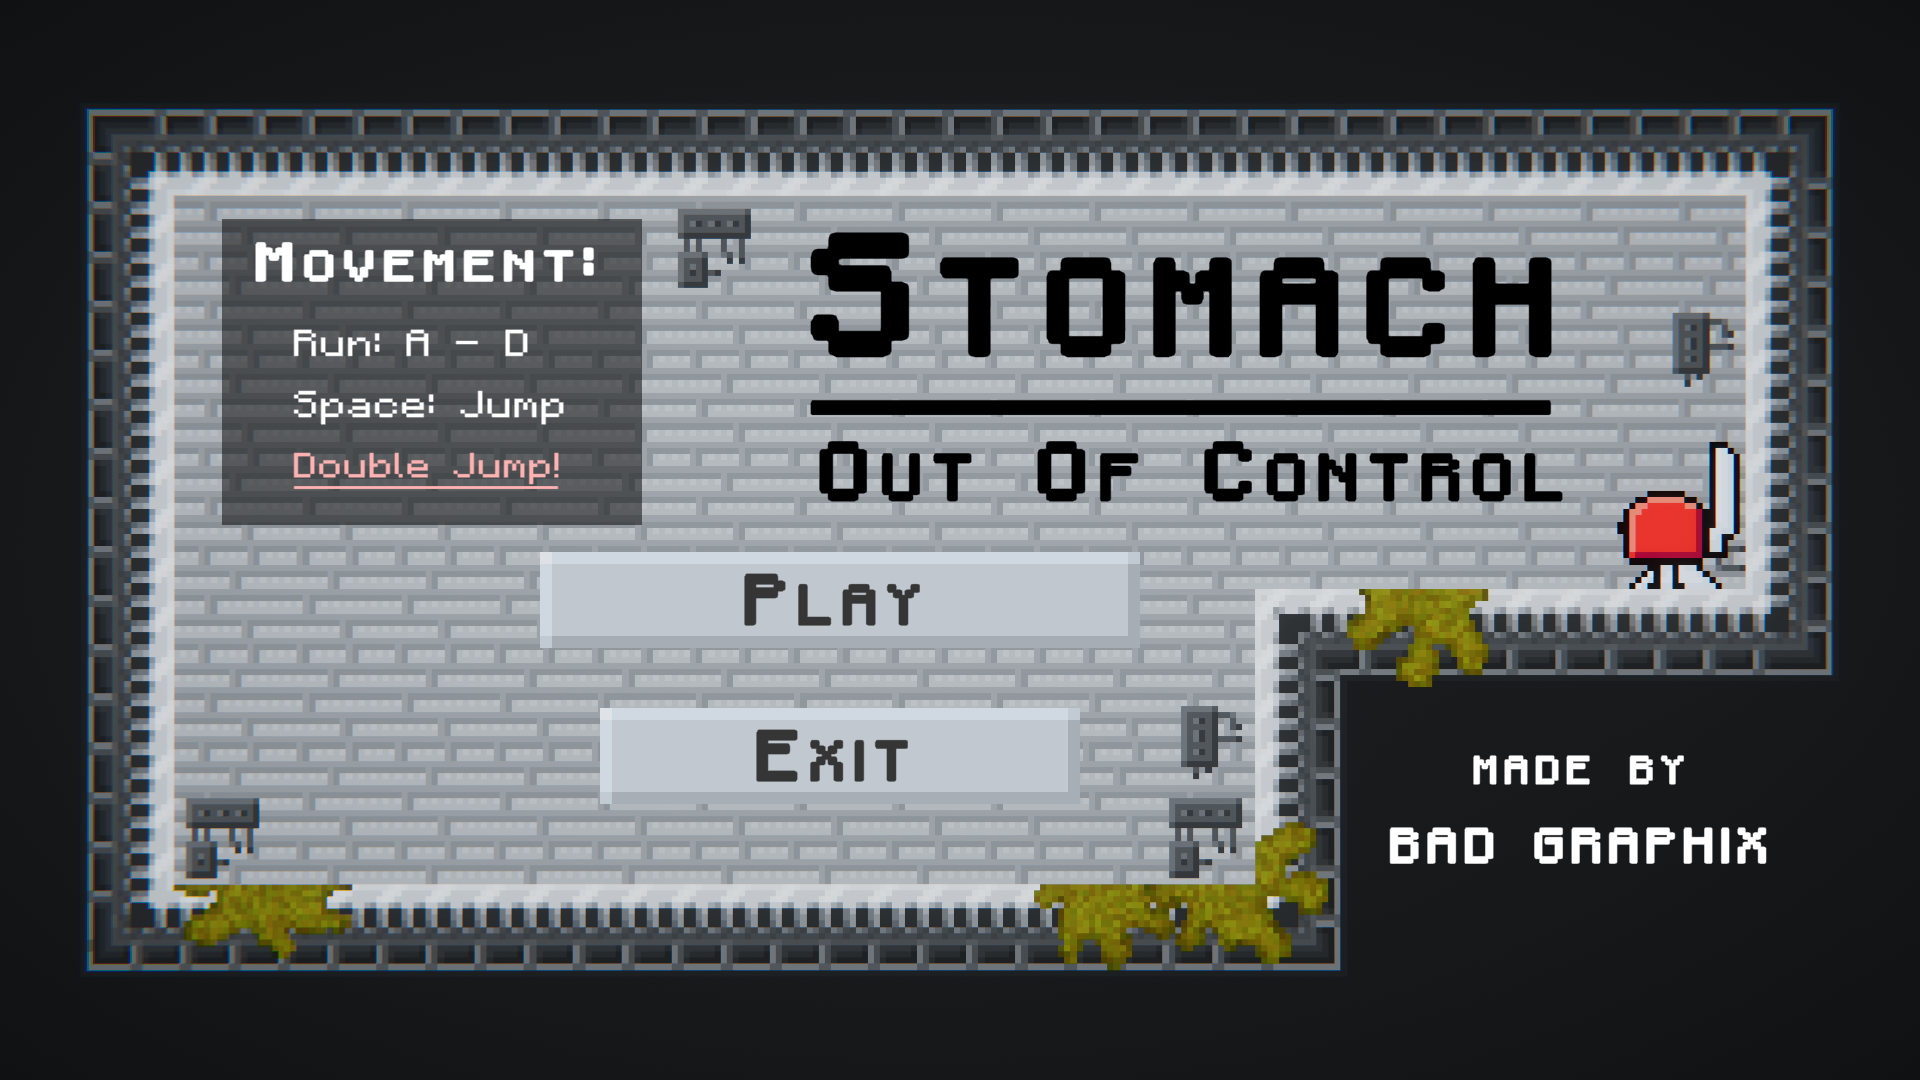 Movement:
Run: A - D
Space: Jump
Double Jump!
Stomach
Out Of Control
Play
Exit
MADE BY
BAD GRAPHIX